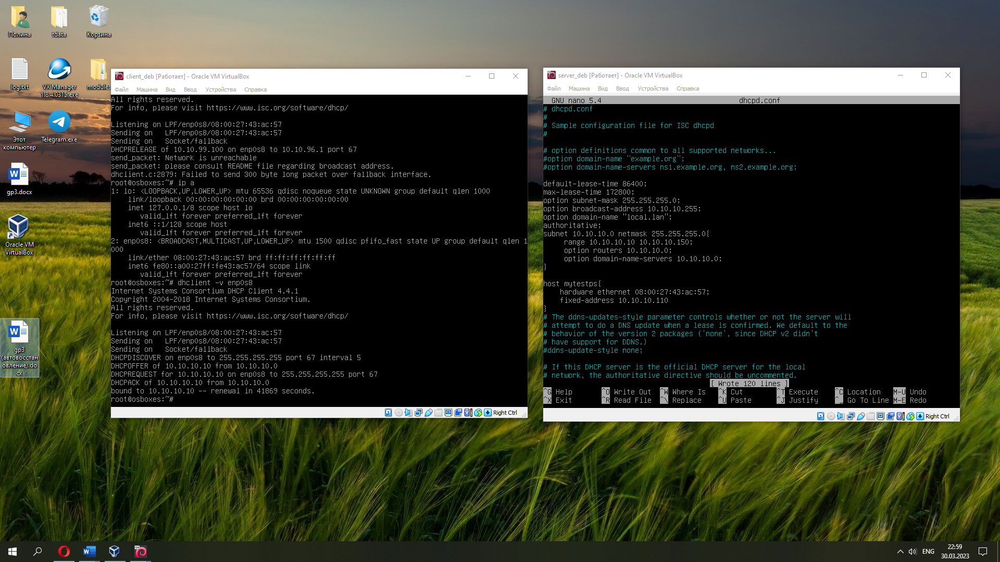 Полина
tdata
Корзина
log.txt
VX Manager
1.8.4.0315.exe
modules
Этот
компьютер
Telegram.exe
gp3.docx
Oracle VM
VirtualBox
gp3
(автовосстан
овление).do
cx
client_deb [Работает] - Oracle VM VirtualBox
Файл Машина Вид Ввод Устройства Справка
All rights reserved.
For info, please visit https://www.isc.org/software/dhcp/
Listening on LPF/enp0s8/08:00:27:43:ac:57
Sending on   LPF/enp0s8/08:00:27:43:ac:57
Sending on   Socket/fallback
DHCPRELEASE of 10.10.99.100 on enp0s8 to 10.10.96.1 port 67
send_packet: Network is unreachable
send_packet: please consult README file regarding broadcast address.
dhclient.c:2879: Failed to send 300 byte long packet over fallback interface.
root@osboxes:~# ip a
1: lo: <LOOPBACK,UP,LOWER_UP> mtu 65536 qdisc noqueue state UNKNOWN group default qlen 1000
    link/loopback 00:00:00:00:00:00 brd 00:00:00:00:00:00
    inet 127.0.0.1/8 scope host lo
       valid_lft forever preferred_lft forever
    inet6 ::1/128 scope host
       valid_lft forever preferred_lft forever
2: enp0s8: <BROADCAST,MULTICAST,UP,LOWER_UP> mtu 1500 qdisc pfifo_fast state UP group default qlen 1
000
    link/ether 08:00:27:43:ac:57 brd ff:ff:ff:ff:ff:ff
    inet6 fe80::a00:27ff:fe43:ac57/64 scope link
       valid_lft forever preferred_lft forever
root@osboxes:~# dhclient -v enp0s8
Internet Systems Consortium DHCP Client 4.4.1
Copyright 2004-2018 Internet Systems Consortium.
All rights reserved.
For info, please visit https://www.isc.org/software/dhcp/
Listening on LPF/enp0s8/08:00:27:43:ac:57
Sending on   LPF/enp0s8/08:00:27:43:ac:57
Sending on   Socket/fallback
DHCPDISCOVER on enp0s8 to 255.255.255.255 port 67 interval 5
DHCPOFFER of 10.10.10.10 from 10.10.10.0
DHCPREQUEST for 10.10.10.10 on enp0s8 to 255.255.255.255 port 67
DHCPACK of 10.10.10.10 from 10.10.10.0
bound to 10.10.10.10 -- renewal in 41869 seconds.
root@osboxes:~#
Right Ctrl
server_deb [Работает] - Oracle VM VirtualBox
Файл Машина Вид Ввод Устройства Справка
GNU nano 5.4 dhcpd.conf
# dhcpd.conf
#
# Sample configuration file for ISC dhcpd
#
# option definitions common to all supported networks...
#option domain-name "example.org";
#option domain-name-servers ns1.example.org, ns2.example.org;
default-lease-time 86400;
max-lease-time 172800;
option subnet-mask 255.255.255.0;
option broadcast-address 10.10.10.255;
option domain-name "local.lan";
authoritative;
subnet 10.10.10.0 netmask 255.255.255.0{
     range 10.10.10.10 10.10.10.150;
     option routers 10.10.10.0;
     option domain-name-servers 10.10.10.0;
}
host mytestps{
    hardware ethernet 08:00:27:43:ac:57;
    fixed-address 10.10.10.110
}
# The ddns-updates-style parameter controls whether or not the server will
# attempt to do a DNS update when a lease is confirmed. We default to the
# behavior of the version 2 packages ('none', since DHCP v2 didn't
# have support for DDNS.)
#ddns-update-style none;
# If this DHCP server is the official DHCP server for the local
# network, the authoritative directive should be uncommented.
[ Wrote 120 lines ]
^G Help ^O Write Out ^W Where Is ^K Cut ^T Execute ^C Location M-U Undo
^X Exit ^R Read File ^\ Replace ^U Paste ^J Justify ^_ Go To Line M-E Redo
Right Ctrl
ENG
22:59
30.03.2023